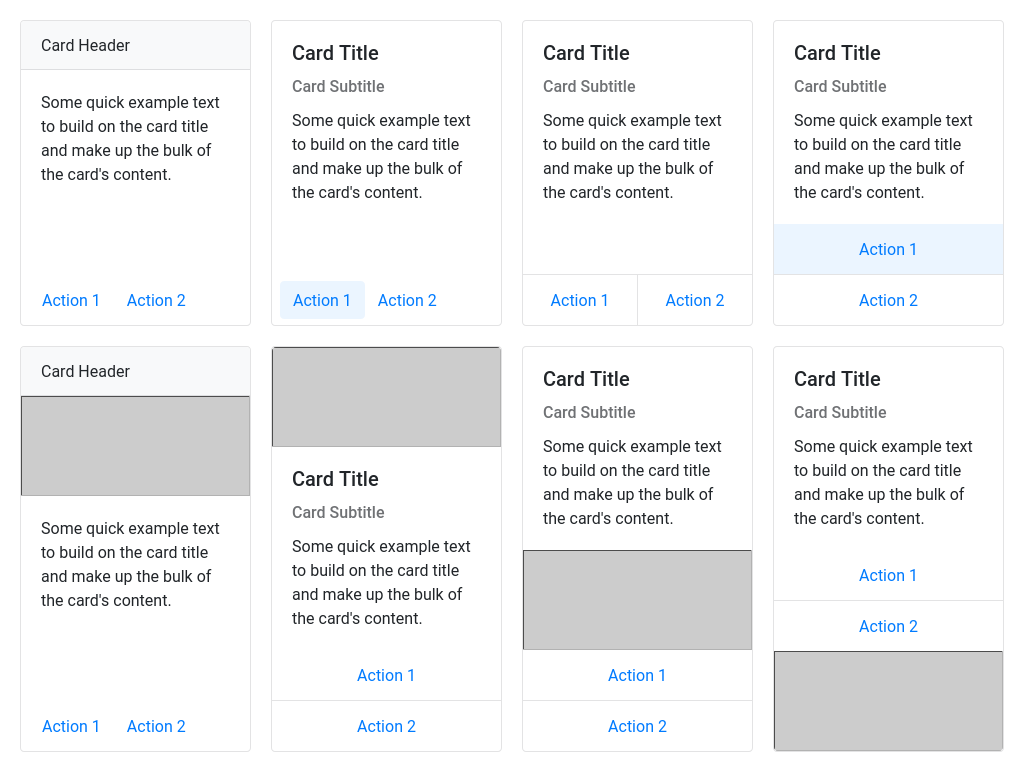 Card Header
Some quick example text
to build on the card title
and make up the bulk of
the card's content.
Action 1
Action 2
Card Title
Card Subtitle
Some quick example text
to build on the card title
and make up the bulk of
the card's content.
Action 1
Action 2
Card Title
Card Subtitle
Some quick example text
to build on the card title
and make up the bulk of
the card's content.
Action 1
Action 2
Card Title
Card Subtitle
Some quick example text
to build on the card title
and make up the bulk of
the card's content.
Action 1
Action 2
Card Header
Some quick example text
to build on the card title
and make up the bulk of
the card's content.
Action 1
Action 2
Card Title
Card Subtitle
Some quick example text
to build on the card title
and make up the bulk of
the card's content.
Action 1
Action 2
Card Title
Card Subtitle
Some quick example text
to build on the card title
and make up the bulk of
the card's content.
Action 1
Action 2
Card Title
Card Subtitle
Some quick example text
to build on the card title
and make up the bulk of
the card's content.
Action 1
Action 2